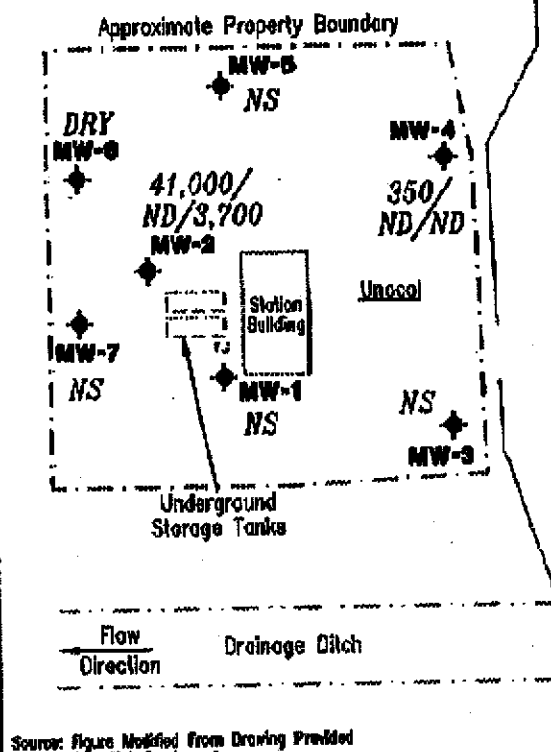 Approximate Property Boundary
MW-5
NS
DRY
MW-6
MW-4
41,000/
ND/3,700
MW-2
350/
ND/ND
Unocal
Station
Building
MW-7
NS
MW-1
NS
NS
MW-3
Underground
Storage Tanks
Flow
Direction
Drainage Ditch
Source: Figure Modified From Drawing Provided